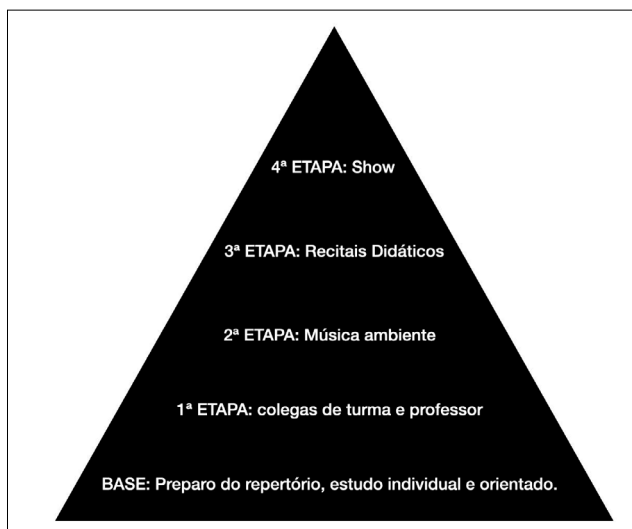 4ª ETAPA: Show
3ª ETAPA: Recitais Didáticos
2ª ETAPA: Música ambiente
1ª ETAPA: colegas de turma e professor
BASE: Preparo do repertório, estudo individual e orientado.